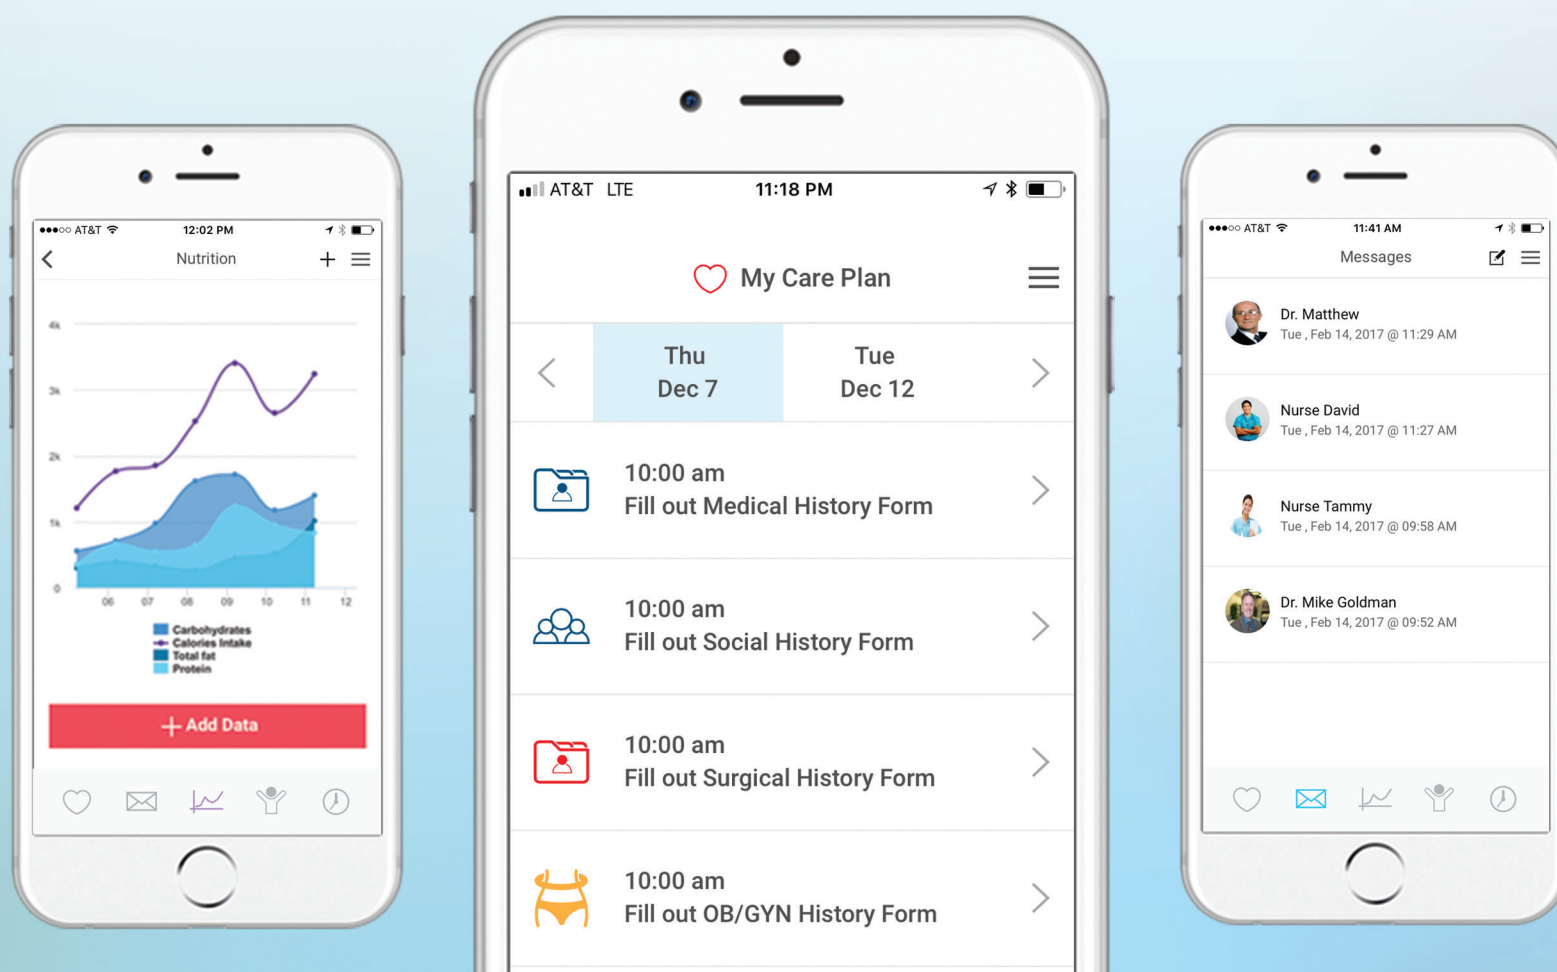 AT&T 12:02 PM
Nutrition
4k
3k
2k
1k
0
06 07 08 09 10 11 12
Carbohydrates
Calories Intake
Total fat
Protein
+ Add Data
AT&T LTE 11:18 PM
My Care Plan
Thu Tue
Dec 7 Dec 12
10:00 am
Fill out Medical History Form
10:00 am
Fill out Social History Form
10:00 am
Fill out Surgical History Form
10:00 am
Fill out OB/GYN History Form
AT&T 11:41 AM
Messages
Dr. Matthew
Tue , Feb 14, 2017 @ 11:29 AM
Nurse David
Tue , Feb 14, 2017 @ 11:27 AM
Nurse Tammy
Tue , Feb 14, 2017 @ 09:58 AM
Dr. Mike Goldman
Tue , Feb 14, 2017 @ 09:52 AM